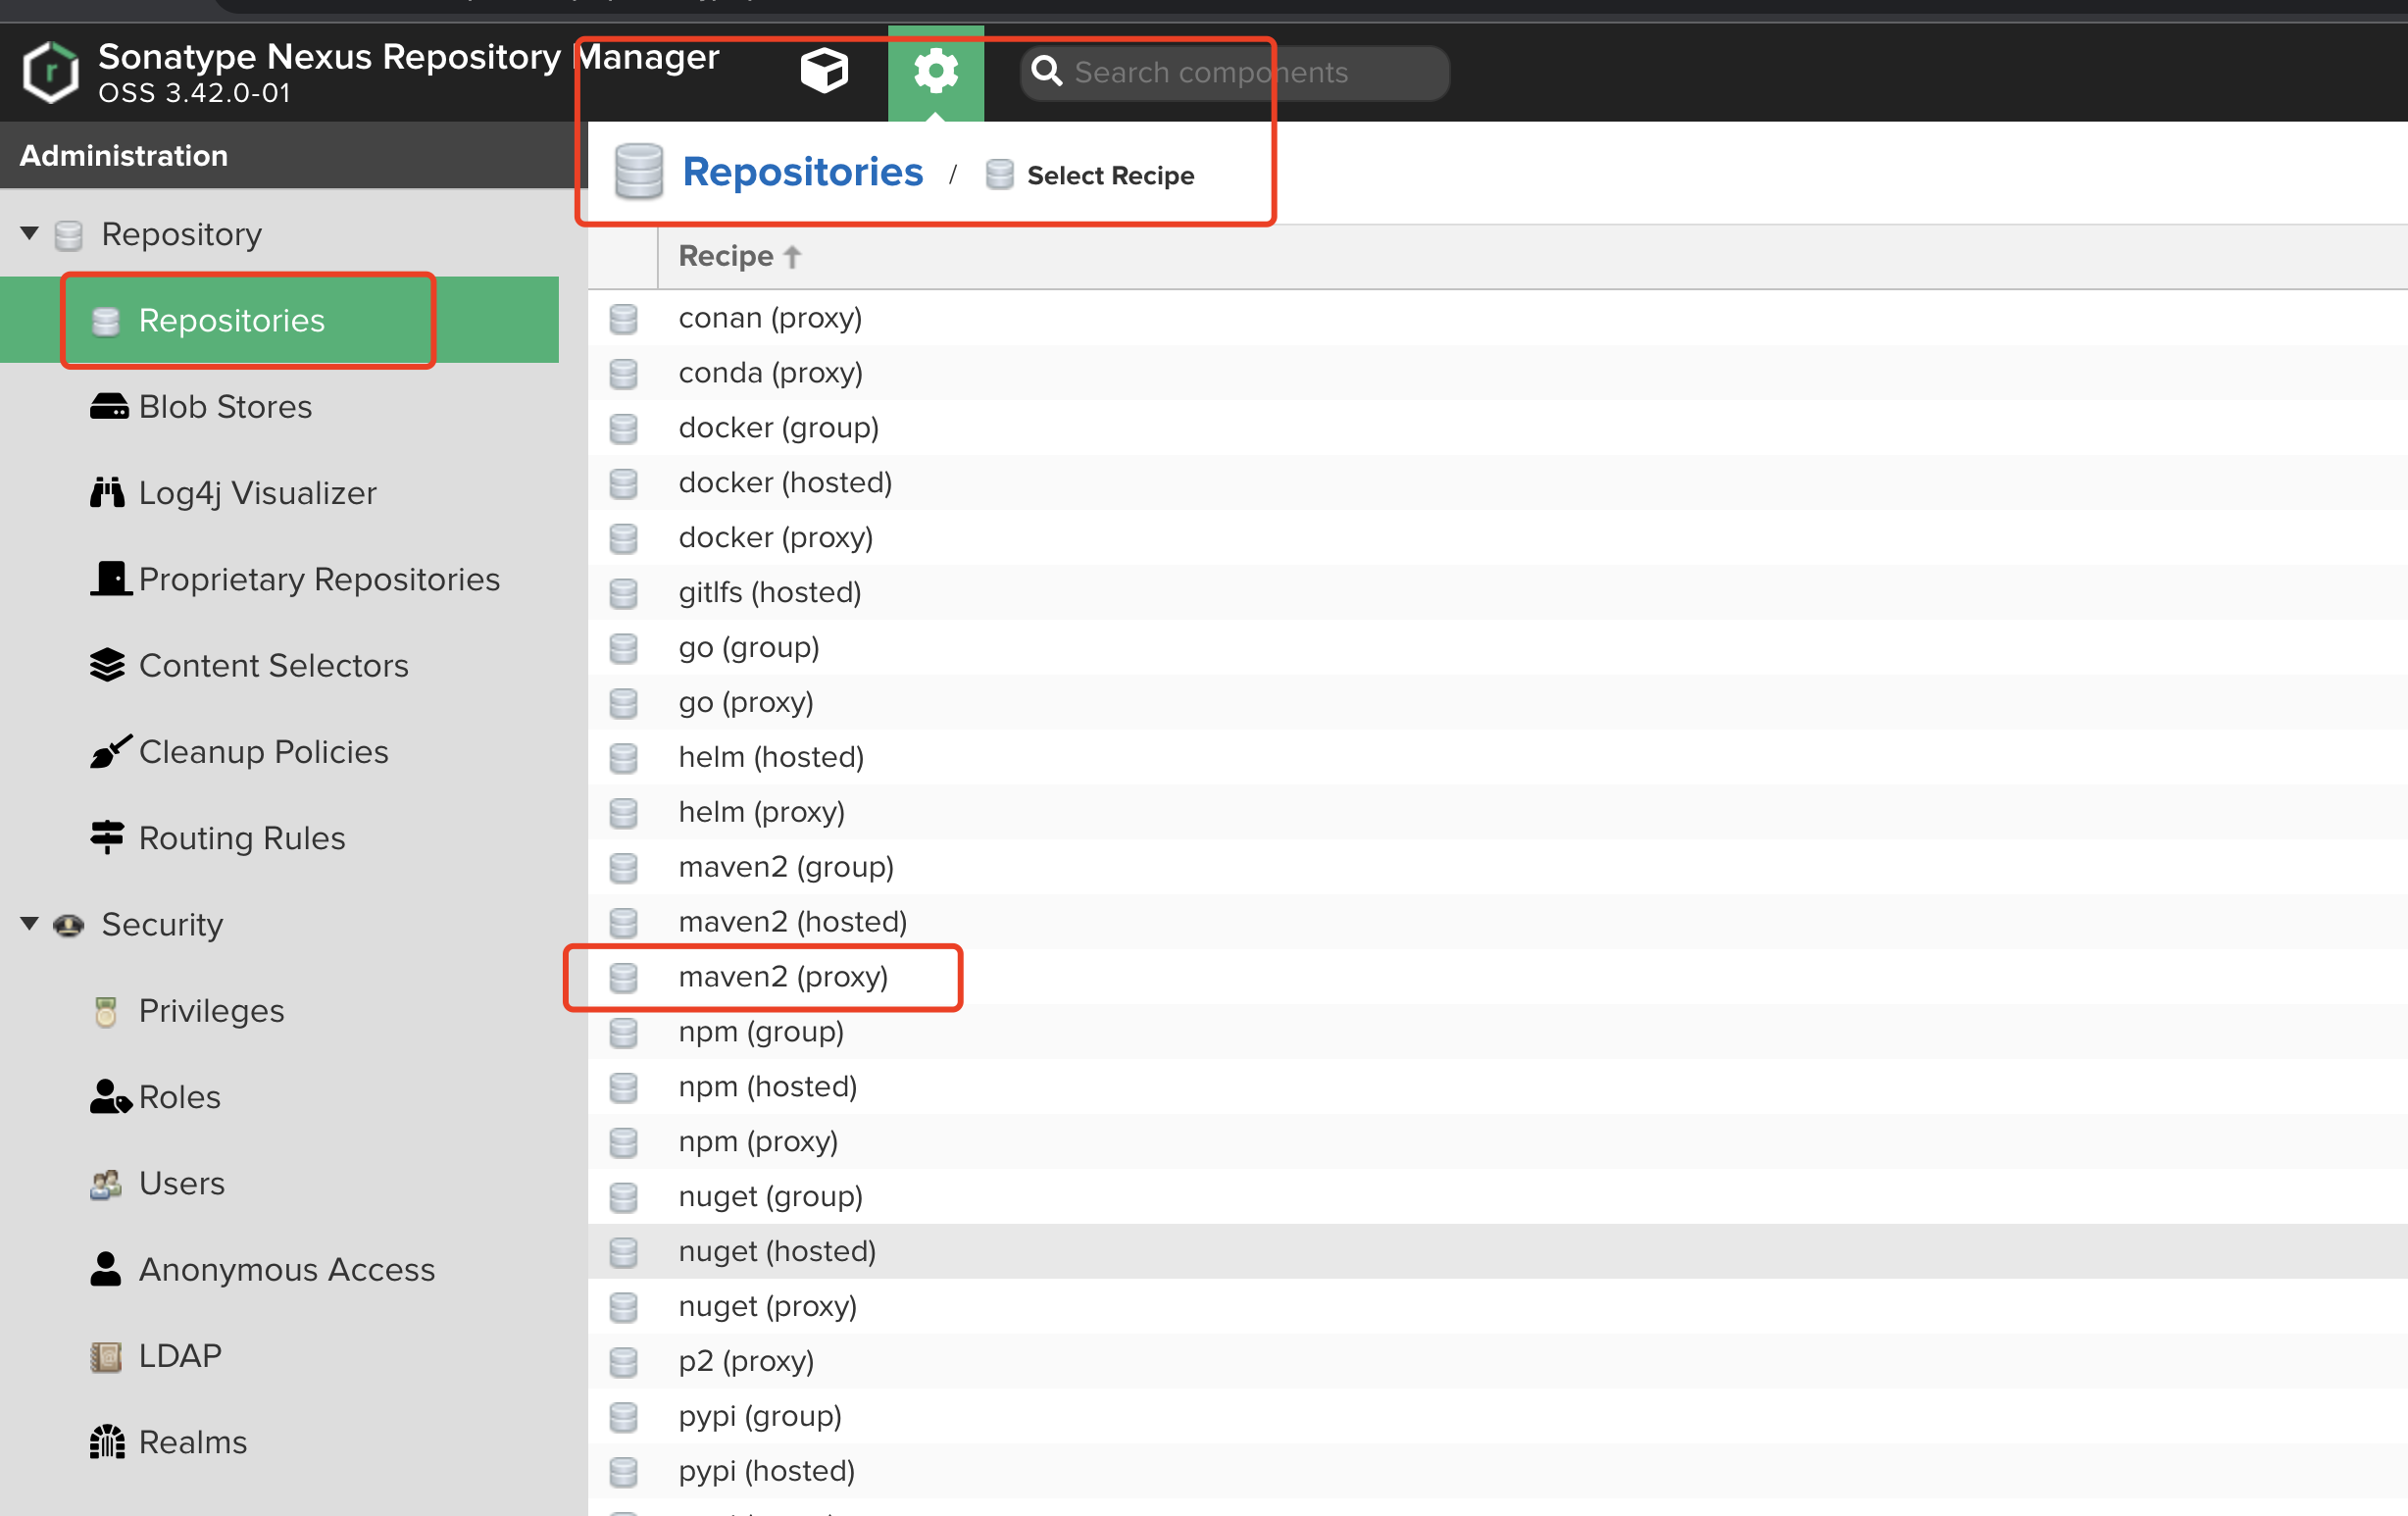 Sonatype Nexus Repository Manager
OSS 3.42.0-01
Search components
Administration
Repository
Repositories
Blob Stores
Log4j Visualizer
Proprietary Repositories
Content Selectors
Cleanup Policies
Routing Rules
Security
Privileges
Roles
Users
Anonymous Access
LDAP
Realms
Repositories / Select Recipe
Recipe
conan (proxy)
conda (proxy)
docker (group)
docker (hosted)
docker (proxy)
gitlfs (hosted)
go (group)
go (proxy)
helm (hosted)
helm (proxy)
maven2 (group)
maven2 (hosted)
maven2 (proxy)
npm (group)
npm (hosted)
npm (proxy)
nuget (group)
nuget (hosted)
nuget (proxy)
p2 (proxy)
pypi (group)
pypi (hosted)